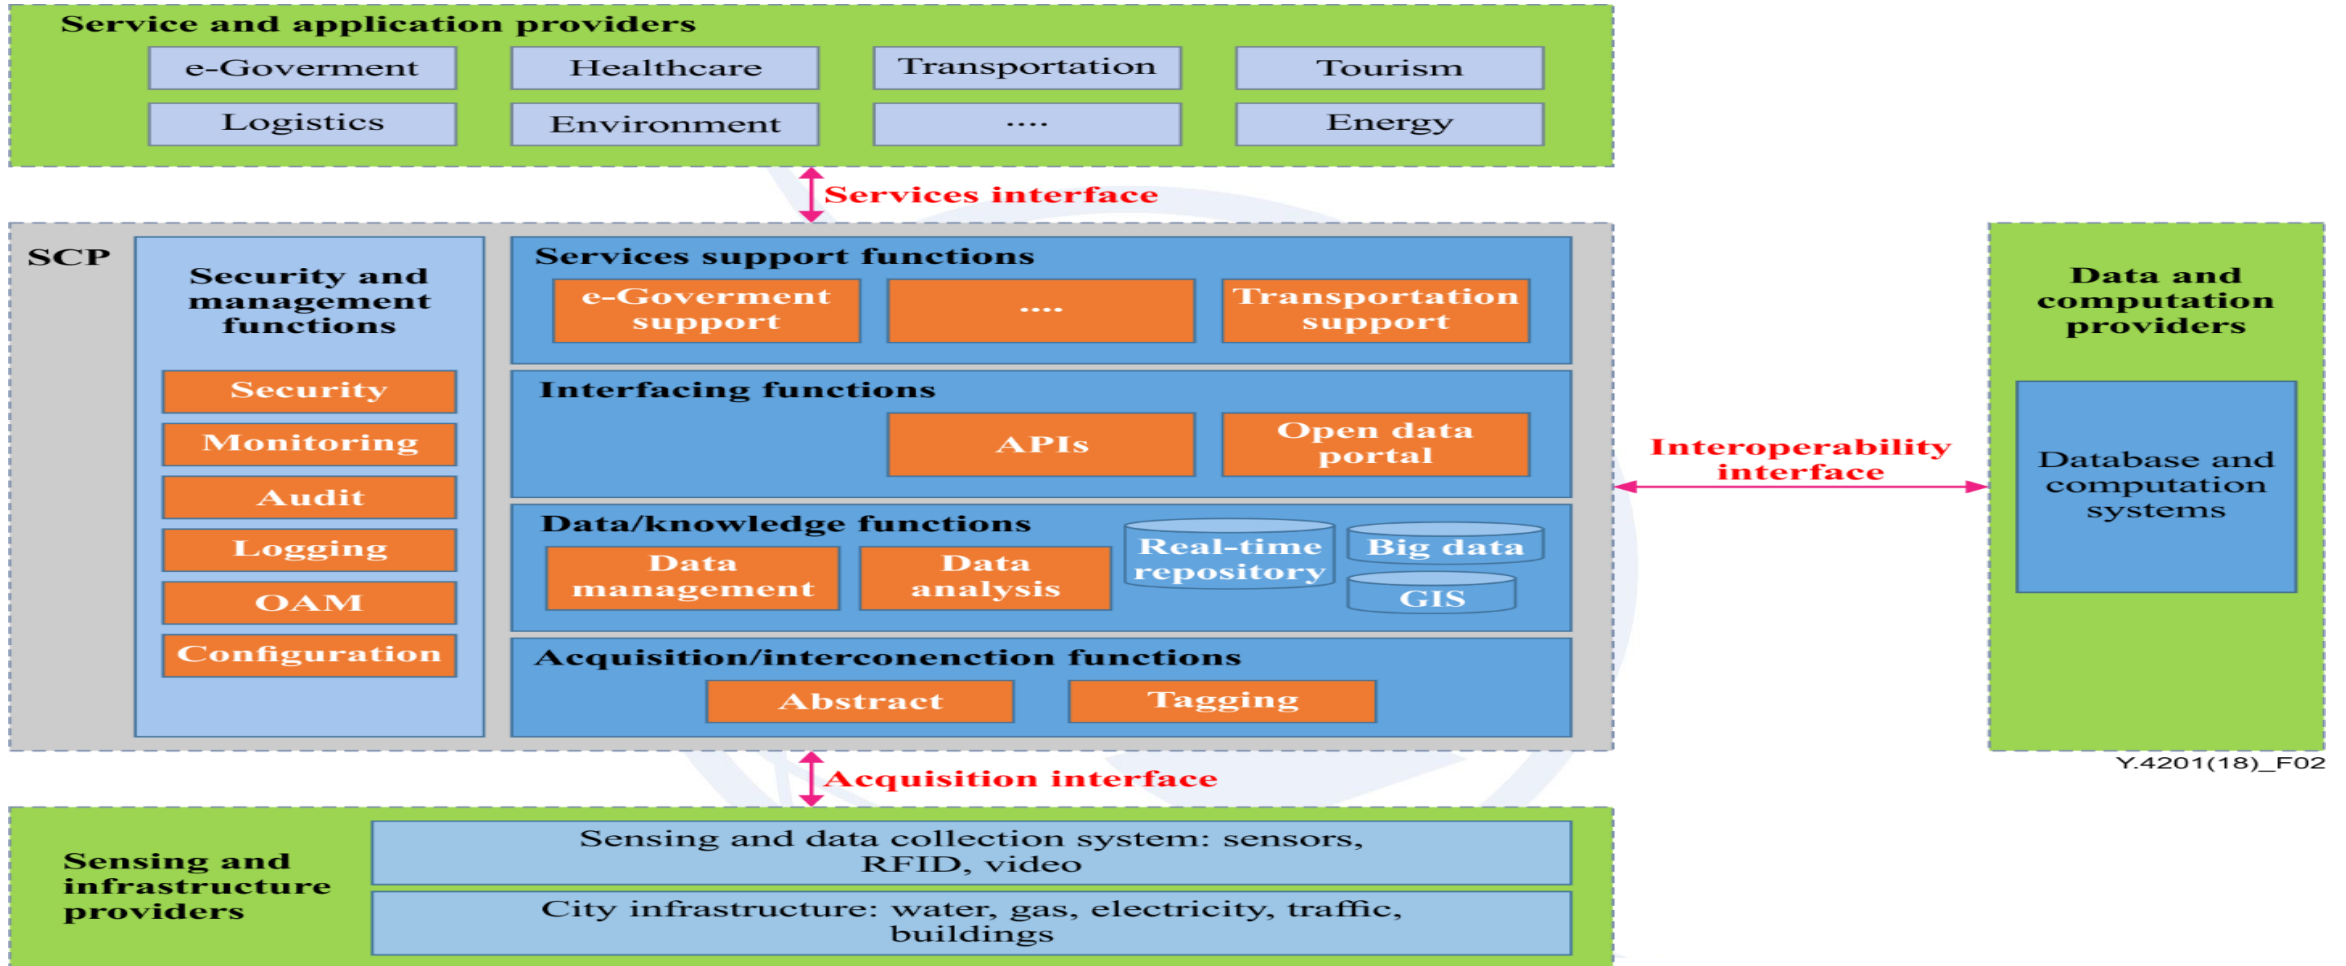 Service and application providers
e-Goverment
Healthcare
Transportation
Tourism
Logistics
Environment
....
Energy
Services interface
SCP
Security and
management
functions
Security
Monitoring
Audit
Logging
OAM
Configuration
Services support functions
e-Goverment
support
....
Transportation
support
Interfacing functions
APIs
Open data
portal
Data/knowledge functions
Data
management
Data
analysis
Real-time
repository
Big data
GIS
Acquisition/interconenction functions
Abstract
Tagging
Interoperability
interface
Data and
computation
providers
Database and
computation
systems
Y.4201(18)_F02
Acquisition interface
Sensing and
infrastructure
providers
Sensing and data collection system: sensors,
RFID, video
City infrastructure: water, gas, electricity, traffic,
buildings